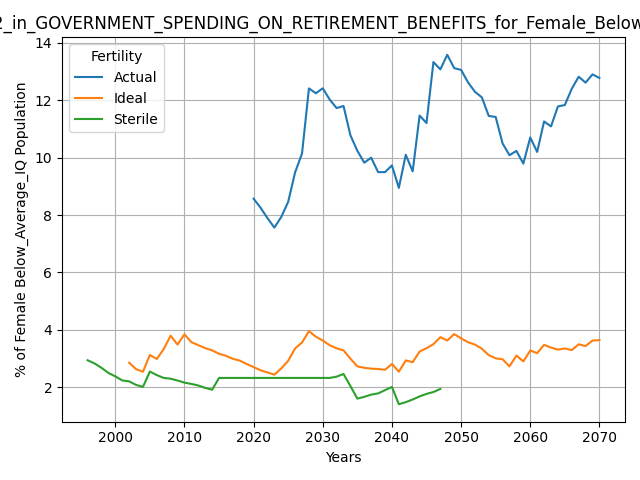 2_in_GOVERNMENT_SPENDING_ON_RETIREMENT_BENEFITS_for_Female_Below
14
12
10
8
6
4
2
% of Female Below_Average_IQ Population
Fertility
Actual
Ideal
Sterile
2000 2010 2020 2030 2040 2050 2060 2070
Years